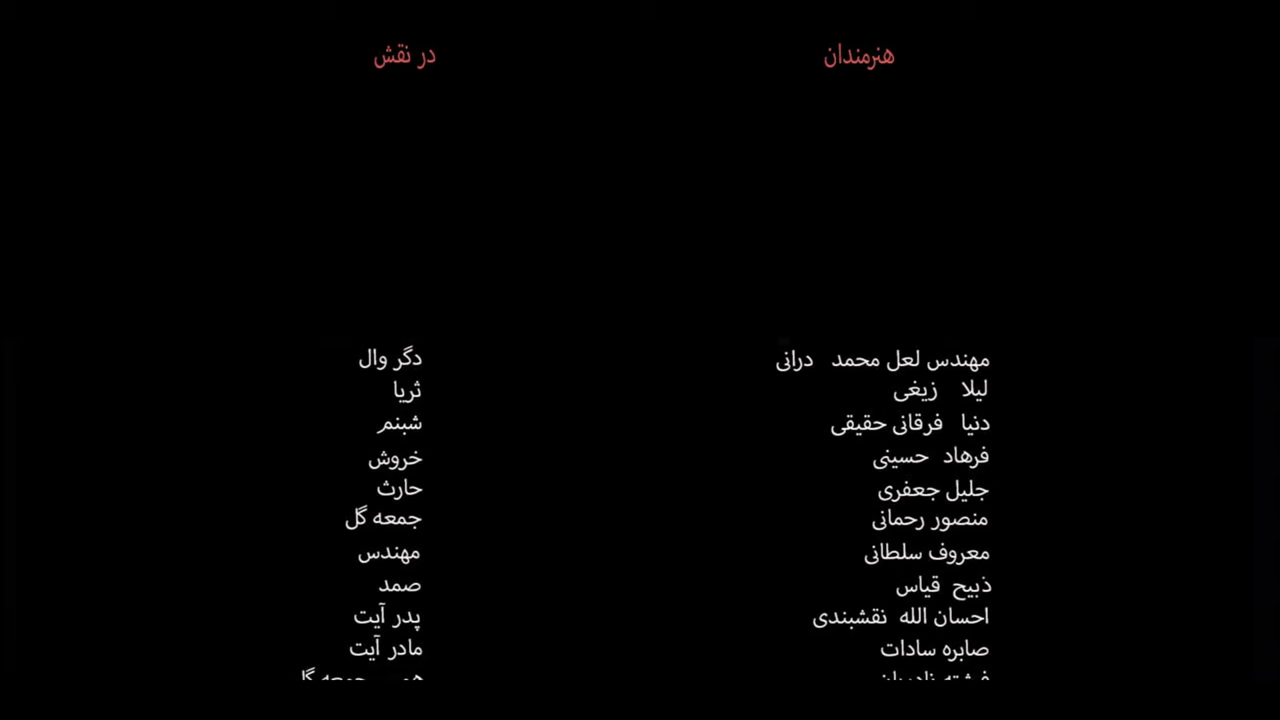 هنرمندان در نقش
مهندس لعل محمد درانی دگر وال
لیلا زیغی ثریا
دنیا فرقانی حقیقی شبنم
فرهاد حسینی خروش
جلیل جعفری حارث
منصور رحمانی جمعه گل
معروف سلطانی مهندس
ذبیح قیاس صمد
احسان الله نقشبندی پدر آیت
صابره سادات مادر آیت